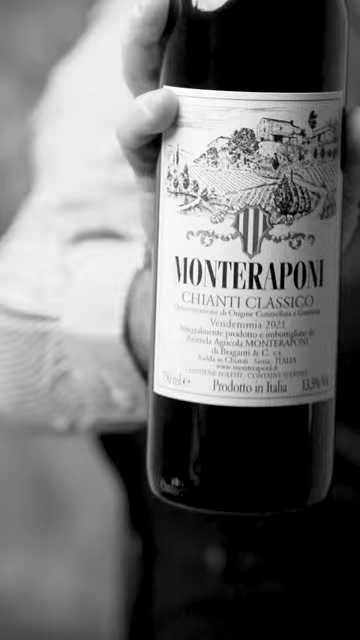 MONTERAPONI
CHIANTI CLASSICO
Denominazione di Origine Controllata e Garantita
Vendemmia 2021
Integralmente prodotto e imbottigliato da
Azienda Agricola MONTERAPONI
di Braganti & C. s.s.
Radda in Chianti - Siena - ITALIA
www.monteraponi.it
CONTIENE SOLFITI - CONTAINS SULFITES
750 ml e Prodotto in Italia 13,5% Vol